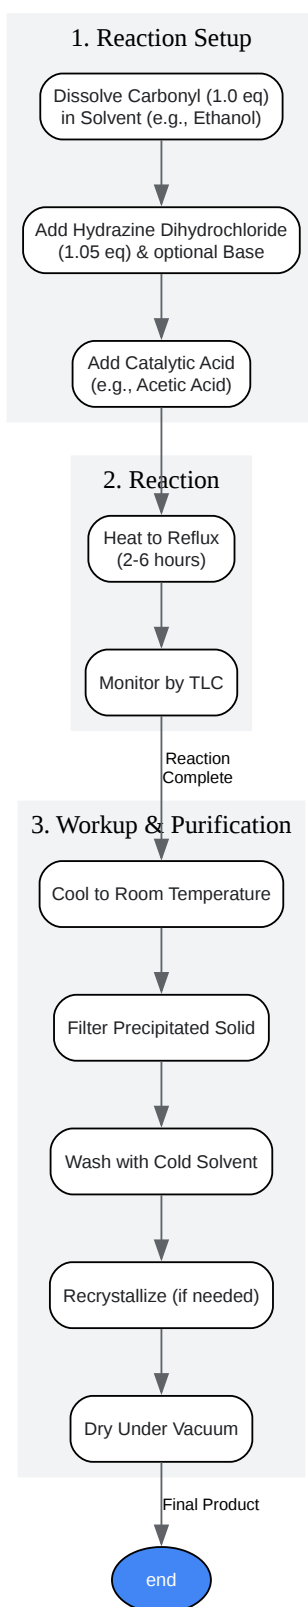 1. Reaction Setup
Dissolve Carbonyl (1.0 eq)
in Solvent (e.g., Ethanol)
Add Hydrazine Dihydrochloride
(1.05 eq) & optional Base
Add Catalytic Acid
(e.g., Acetic Acid)
2. Reaction
Heat to Reflux
(2-6 hours)
Monitor by TLC
Reaction
Complete
3. Workup & Purification
Cool to Room Temperature
Filter Precipitated Solid
Wash with Cold Solvent
Recrystallize (if needed)
Dry Under Vacuum
Final Product
end